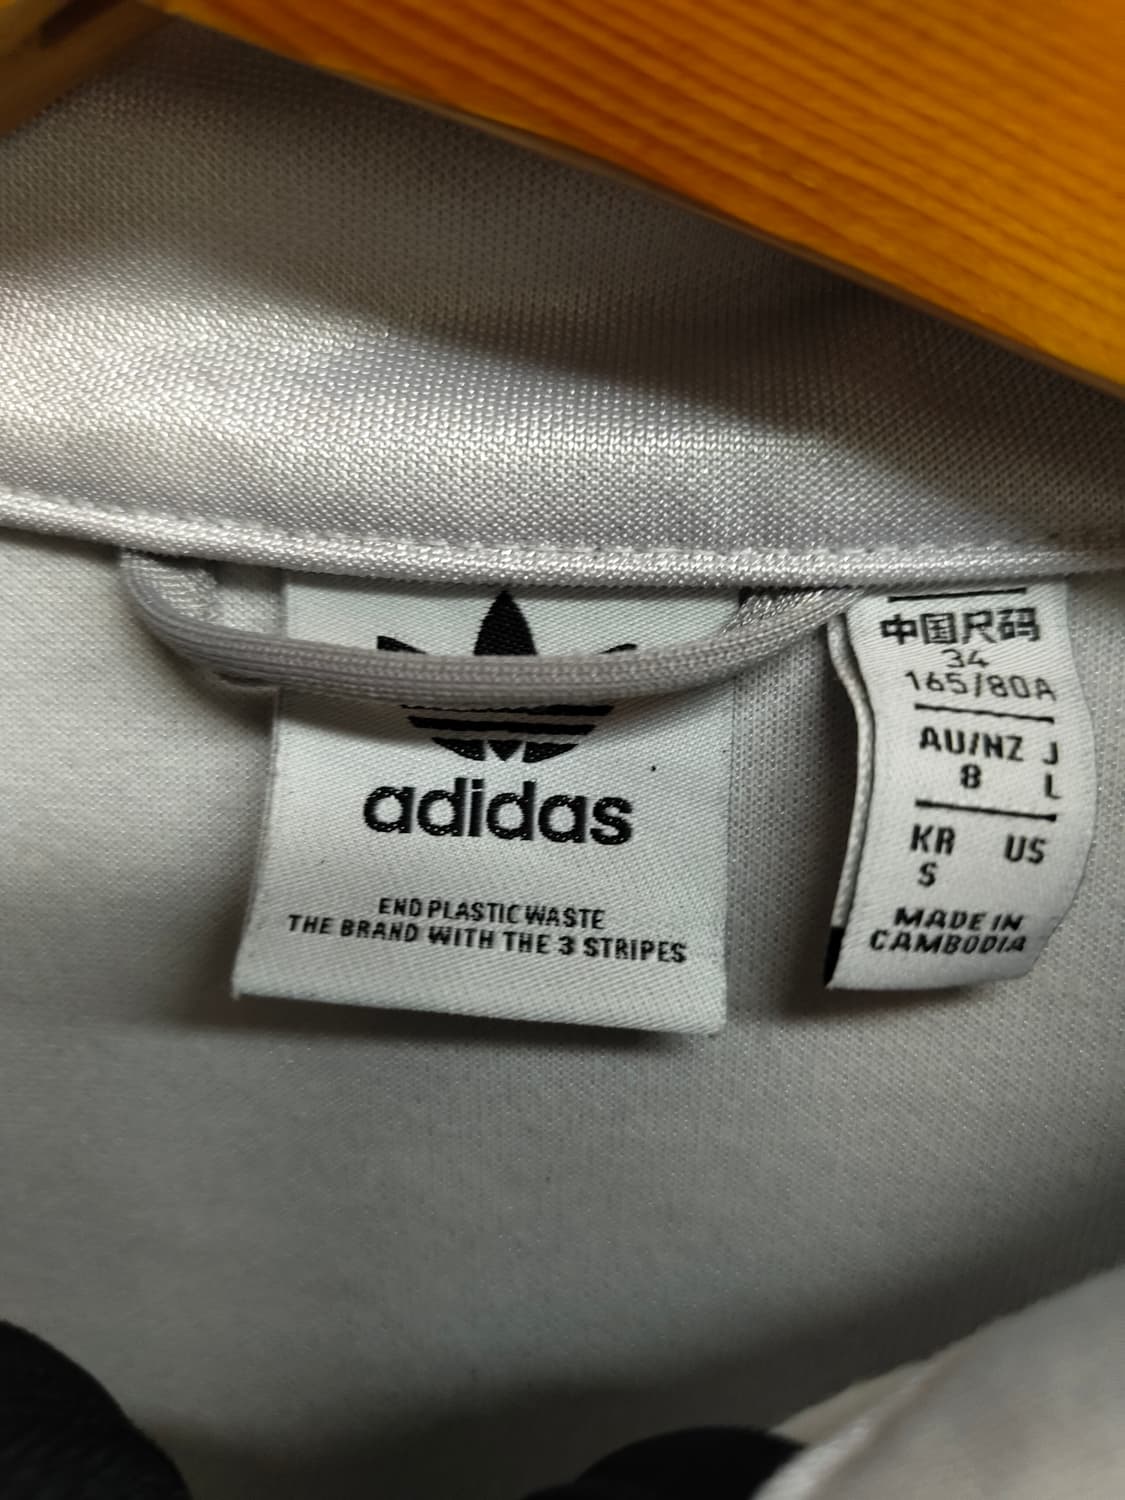 adidas
END PLASTIC WASTE
THE BRAND WITH THE 3 STRIPES
中国尺码
34
165/80A
AU/NZ J
8 L
KR US
S
MADE IN
CAMBODIA